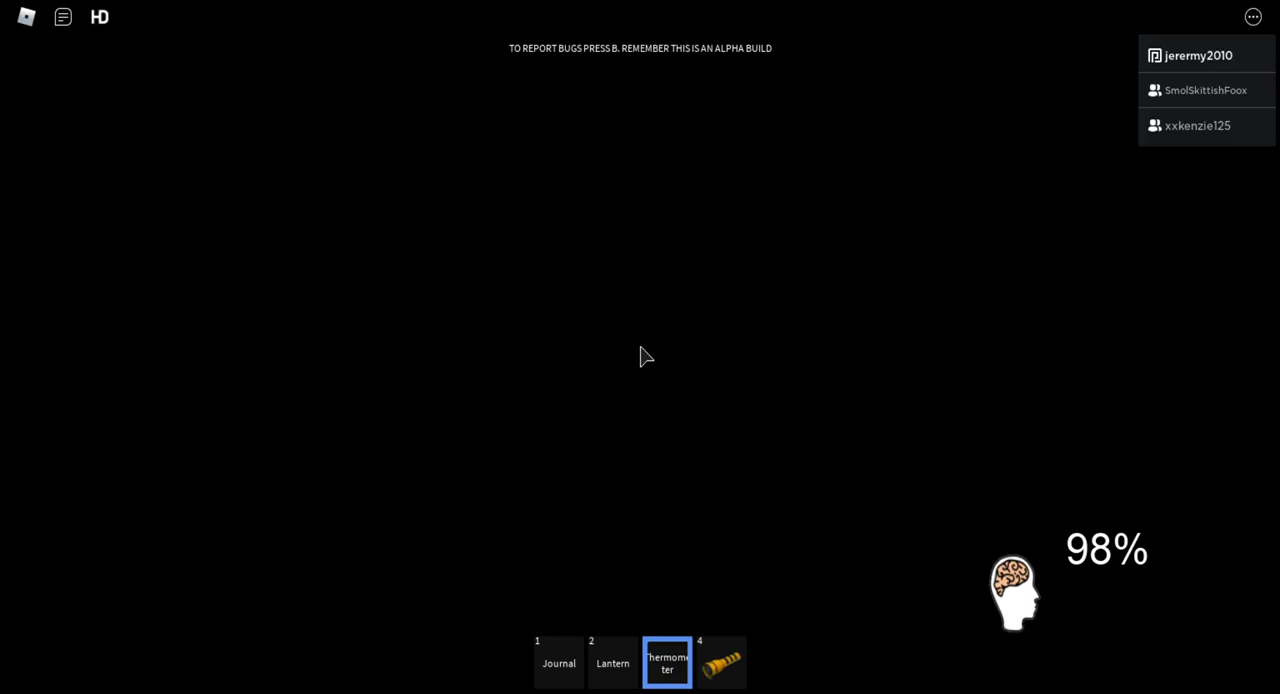 HD
TO REPORT BUGS PRESS B. REMEMBER THIS IS AN ALPHA BUILD
jerermy2010
SmolSkittishFoox
xxkenzie125
98%
1
Journal
2
Lantern
Thermome
ter
4